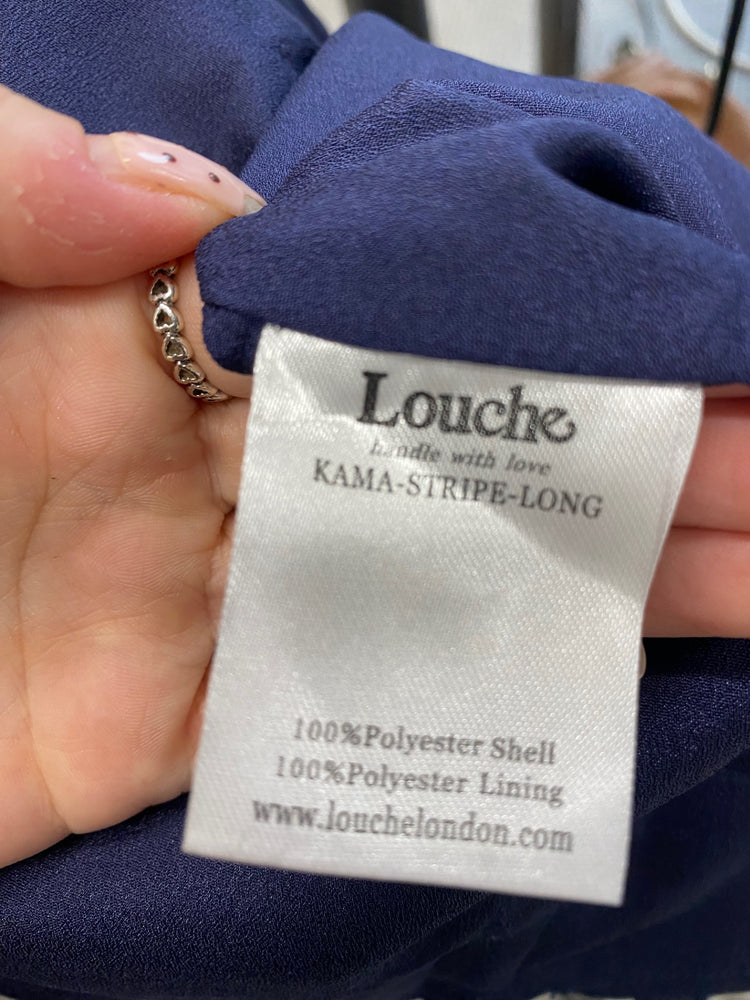 Louche
handle with love
KAMA-STRIPE-LONG
100%Polyester Shell
100%Polyester Lining
www.louchelondon.com